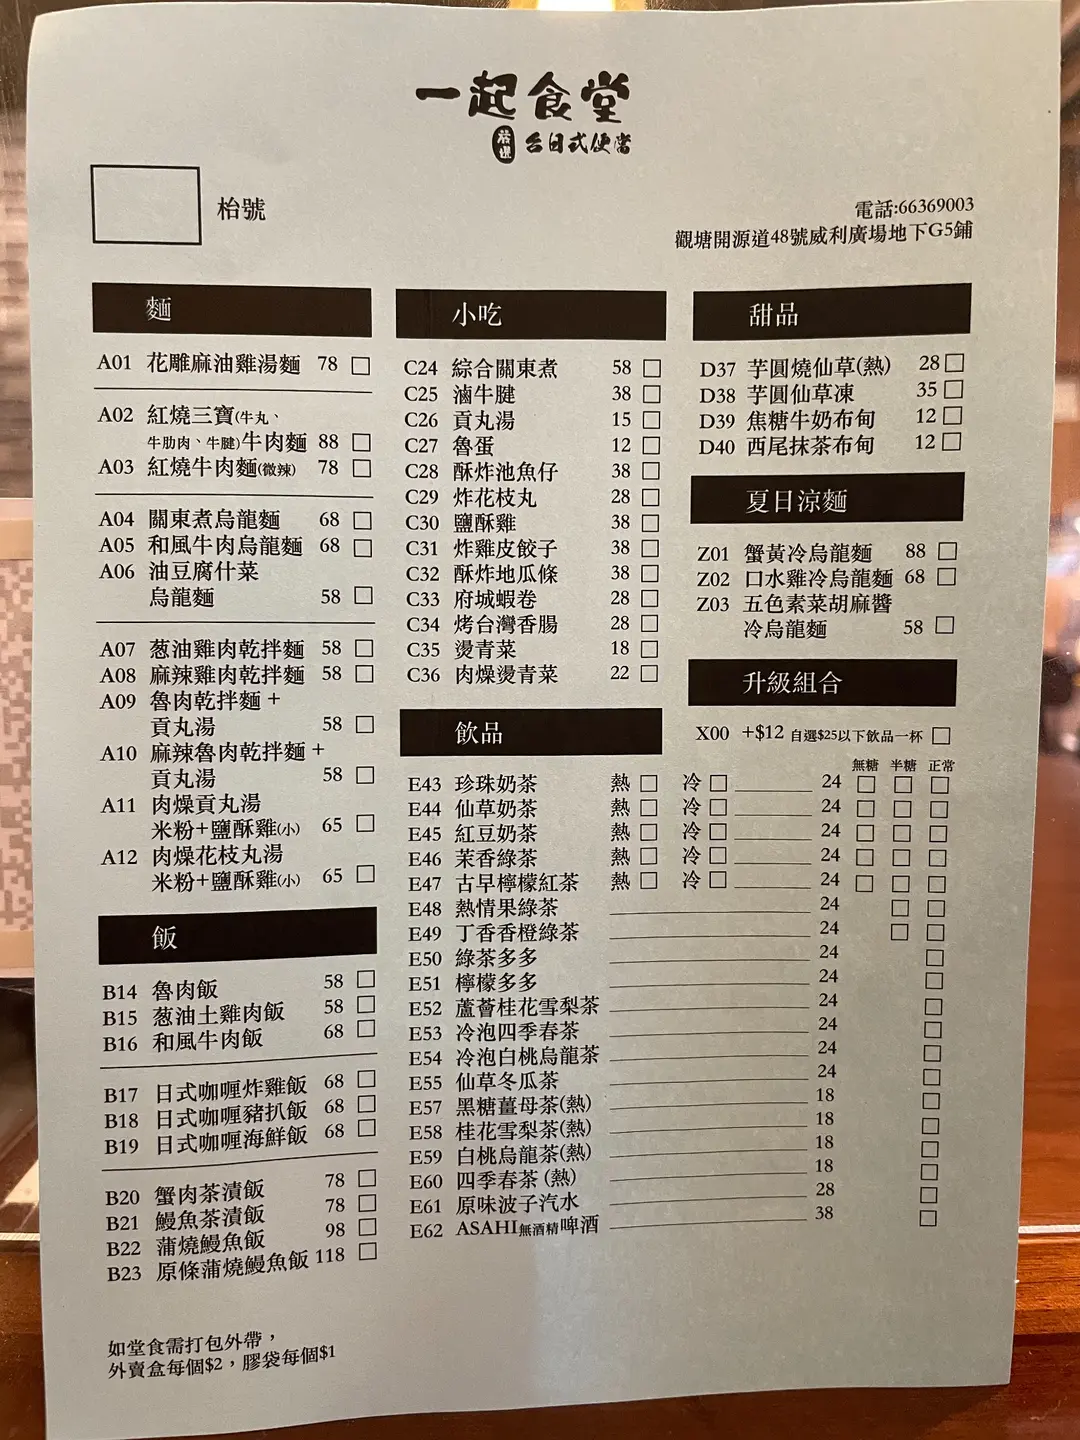 一起食堂
台日式便當
枱號
電話:66369003
觀塘開源道48號威利廣場地下G5鋪
麵
A01 花雕麻油雞湯麵 78
A02 紅燒三寶(牛丸、
牛肋肉、牛腱)牛肉麵 88
A03 紅燒牛肉麵(微辣) 78
A04 關東煮烏龍麵 68
A05 和風牛肉烏龍麵 68
A06 油豆腐什菜
烏龍麵 58
A07 葱油雞肉乾拌麵 58
A08 麻辣雞肉乾拌麵 58
A09 魯肉乾拌麵 +
貢丸湯 58
A10 麻辣魯肉乾拌麵 +
貢丸湯 58
A11 肉燥貢丸湯
米粉+鹽酥雞(小) 65
A12 肉燥花枝丸湯
米粉+鹽酥雞(小) 65
飯
B14 魯肉飯 58
B15 葱油土雞肉飯 58
B16 和風牛肉飯 68
B17 日式咖喱炸雞飯 68
B18 日式咖喱豬扒飯 68
B19 日式咖喱海鮮飯 68
B20 蟹肉茶漬飯 78
B21 鰻魚茶漬飯 78
B22 蒲燒鰻魚飯 98
B23 原條蒲燒鰻魚飯 118
小吃
C24 綜合關東煮 58
C25 滷牛腱 38
C26 貢丸湯 15
C27 魯蛋 12
C28 酥炸池魚仔 38
C29 炸花枝丸 28
C30 鹽酥雞 38
C31 炸雞皮餃子 38
C32 酥炸地瓜條 38
C33 府城蝦卷 28
C34 烤台灣香腸 28
C35 燙青菜 18
C36 肉燥燙青菜 22
甜品
D37 芋圓燒仙草(熱) 28
D38 芋圓仙草凍 35
D39 焦糖牛奶布甸 12
D40 西尾抹茶布甸 12
夏日涼麵
Z01 蟹黃冷烏龍麵 88
Z02 口水雞冷烏龍麵 68
Z03 五色素菜胡麻醬
冷烏龍麵 58
升級組合
X00 +$12 自選$25以下飲品一杯
飲品
無糖 半糖 正常
E43 珍珠奶茶 熱 冷 24
E44 仙草奶茶 熱 冷 24
E45 紅豆奶茶 熱 冷 24
E46 茉香綠茶 熱 冷 24
E47 古早檸檬紅茶 熱 冷 24
E48 熱情果綠茶 24
E49 丁香香橙綠茶 24
E50 綠茶多多 24
E51 檸檬多多 24
E52 蘆薈桂花雪梨茶 24
E53 冷泡四季春茶 24
E54 冷泡白桃烏龍茶 24
E55 仙草冬瓜茶 24
E57 黑糖薑母茶(熱) 18
E58 桂花雪梨茶(熱) 18
E59 白桃烏龍茶(熱) 18
E60 四季春茶 (熱) 18
E61 原味波子汽水 28
E62 ASAHI無酒精啤酒 38
如堂食需打包外帶，
外賣盒每個$2，膠袋每個$1